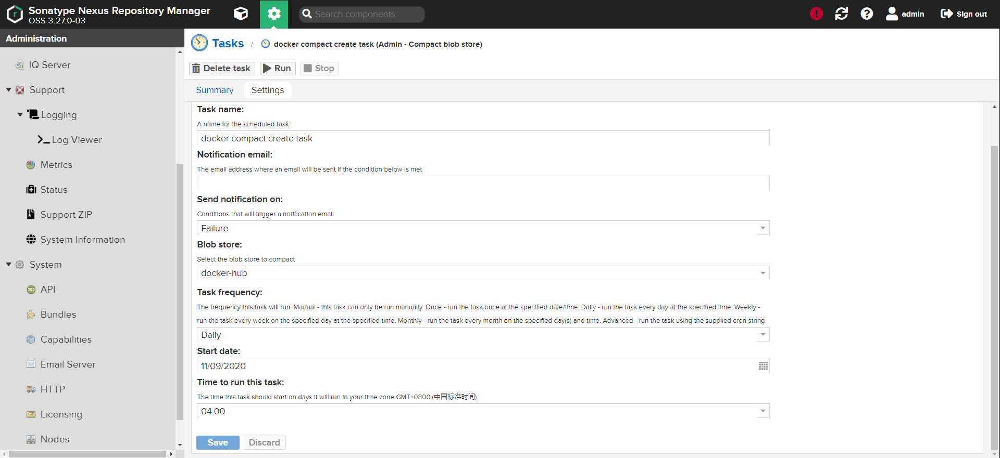 Sonatype Nexus Repository Manager
OSS 3.27.0-03
Search components
admin
Sign out
Administration
IQ Server
Support
Logging
Log Viewer
Metrics
Status
Support ZIP
System Information
System
API
Bundles
Capabilities
Email Server
HTTP
Licensing
Nodes
Tasks / docker compact create task (Admin - Compact blob store)
Delete task
Run
Stop
Summary
Settings
Task name:
A name for the scheduled task
docker compact create task
Notification email:
The email address where an email will be sent if the condition below is met
Send notification on:
Conditions that will trigger a notification email
Failure
Blob store:
Select the blob store to compact
docker-hub
Task frequency:
The frequency this task will run. Manual - this task can only be run manually. Once - run the task once at the specified date/time. Daily - run the task every day at the specified time. Weekly -
run the task every week on the specified day at the specified time. Monthly - run the task every month on the specified day(s) and time. Advanced - run the task using the supplied cron string
Daily
Start date:
11/09/2020
Time to run this task:
The time this task should start on days it will run in your time zone GMT+0800 (中国标准时间).
04:00
Save
Discard